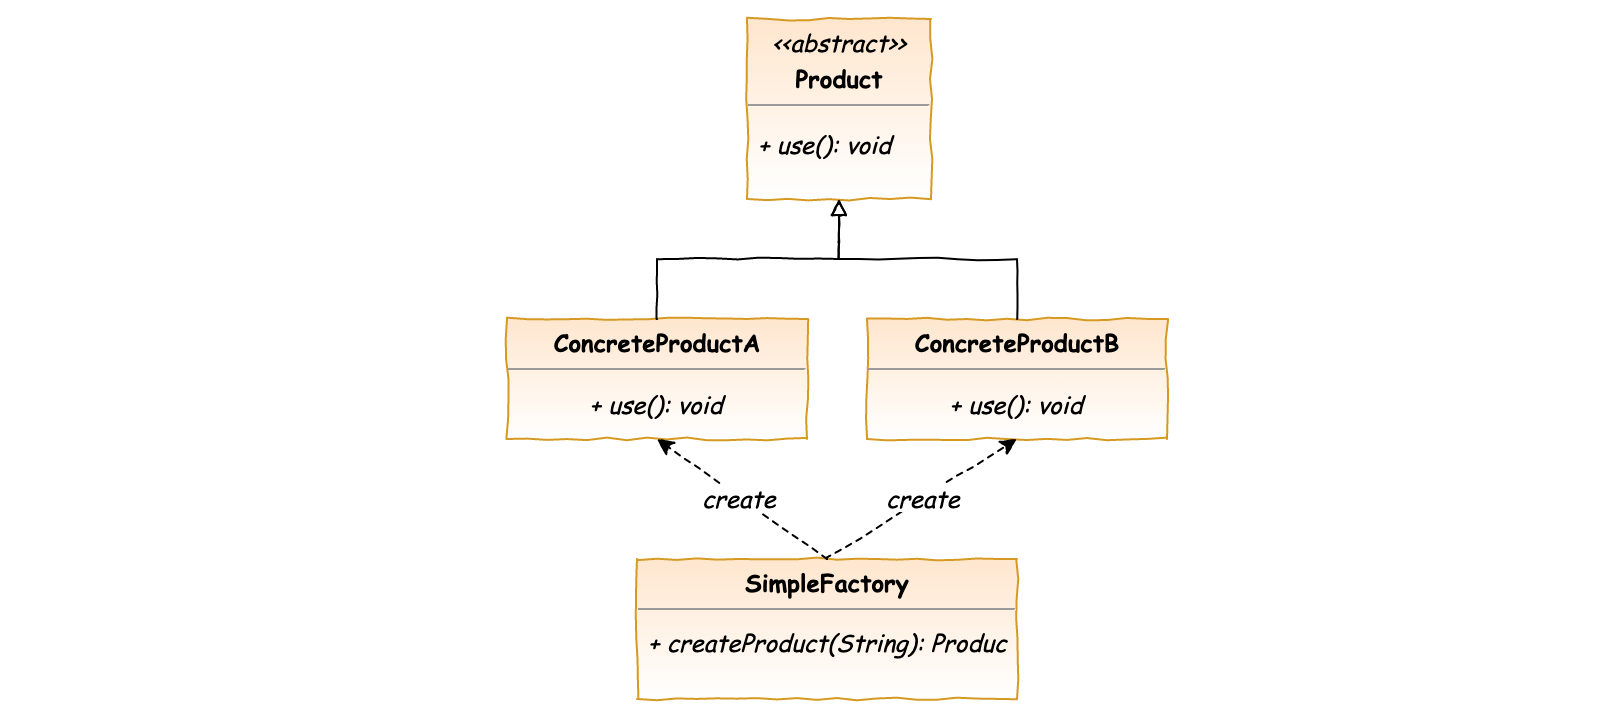 <<abstract>>
Product
+ use(): void
ConcreteProductA
+ use(): void
ConcreteProductB
+ use(): void
create
create
SimpleFactory
+ createProduct(String): Produc